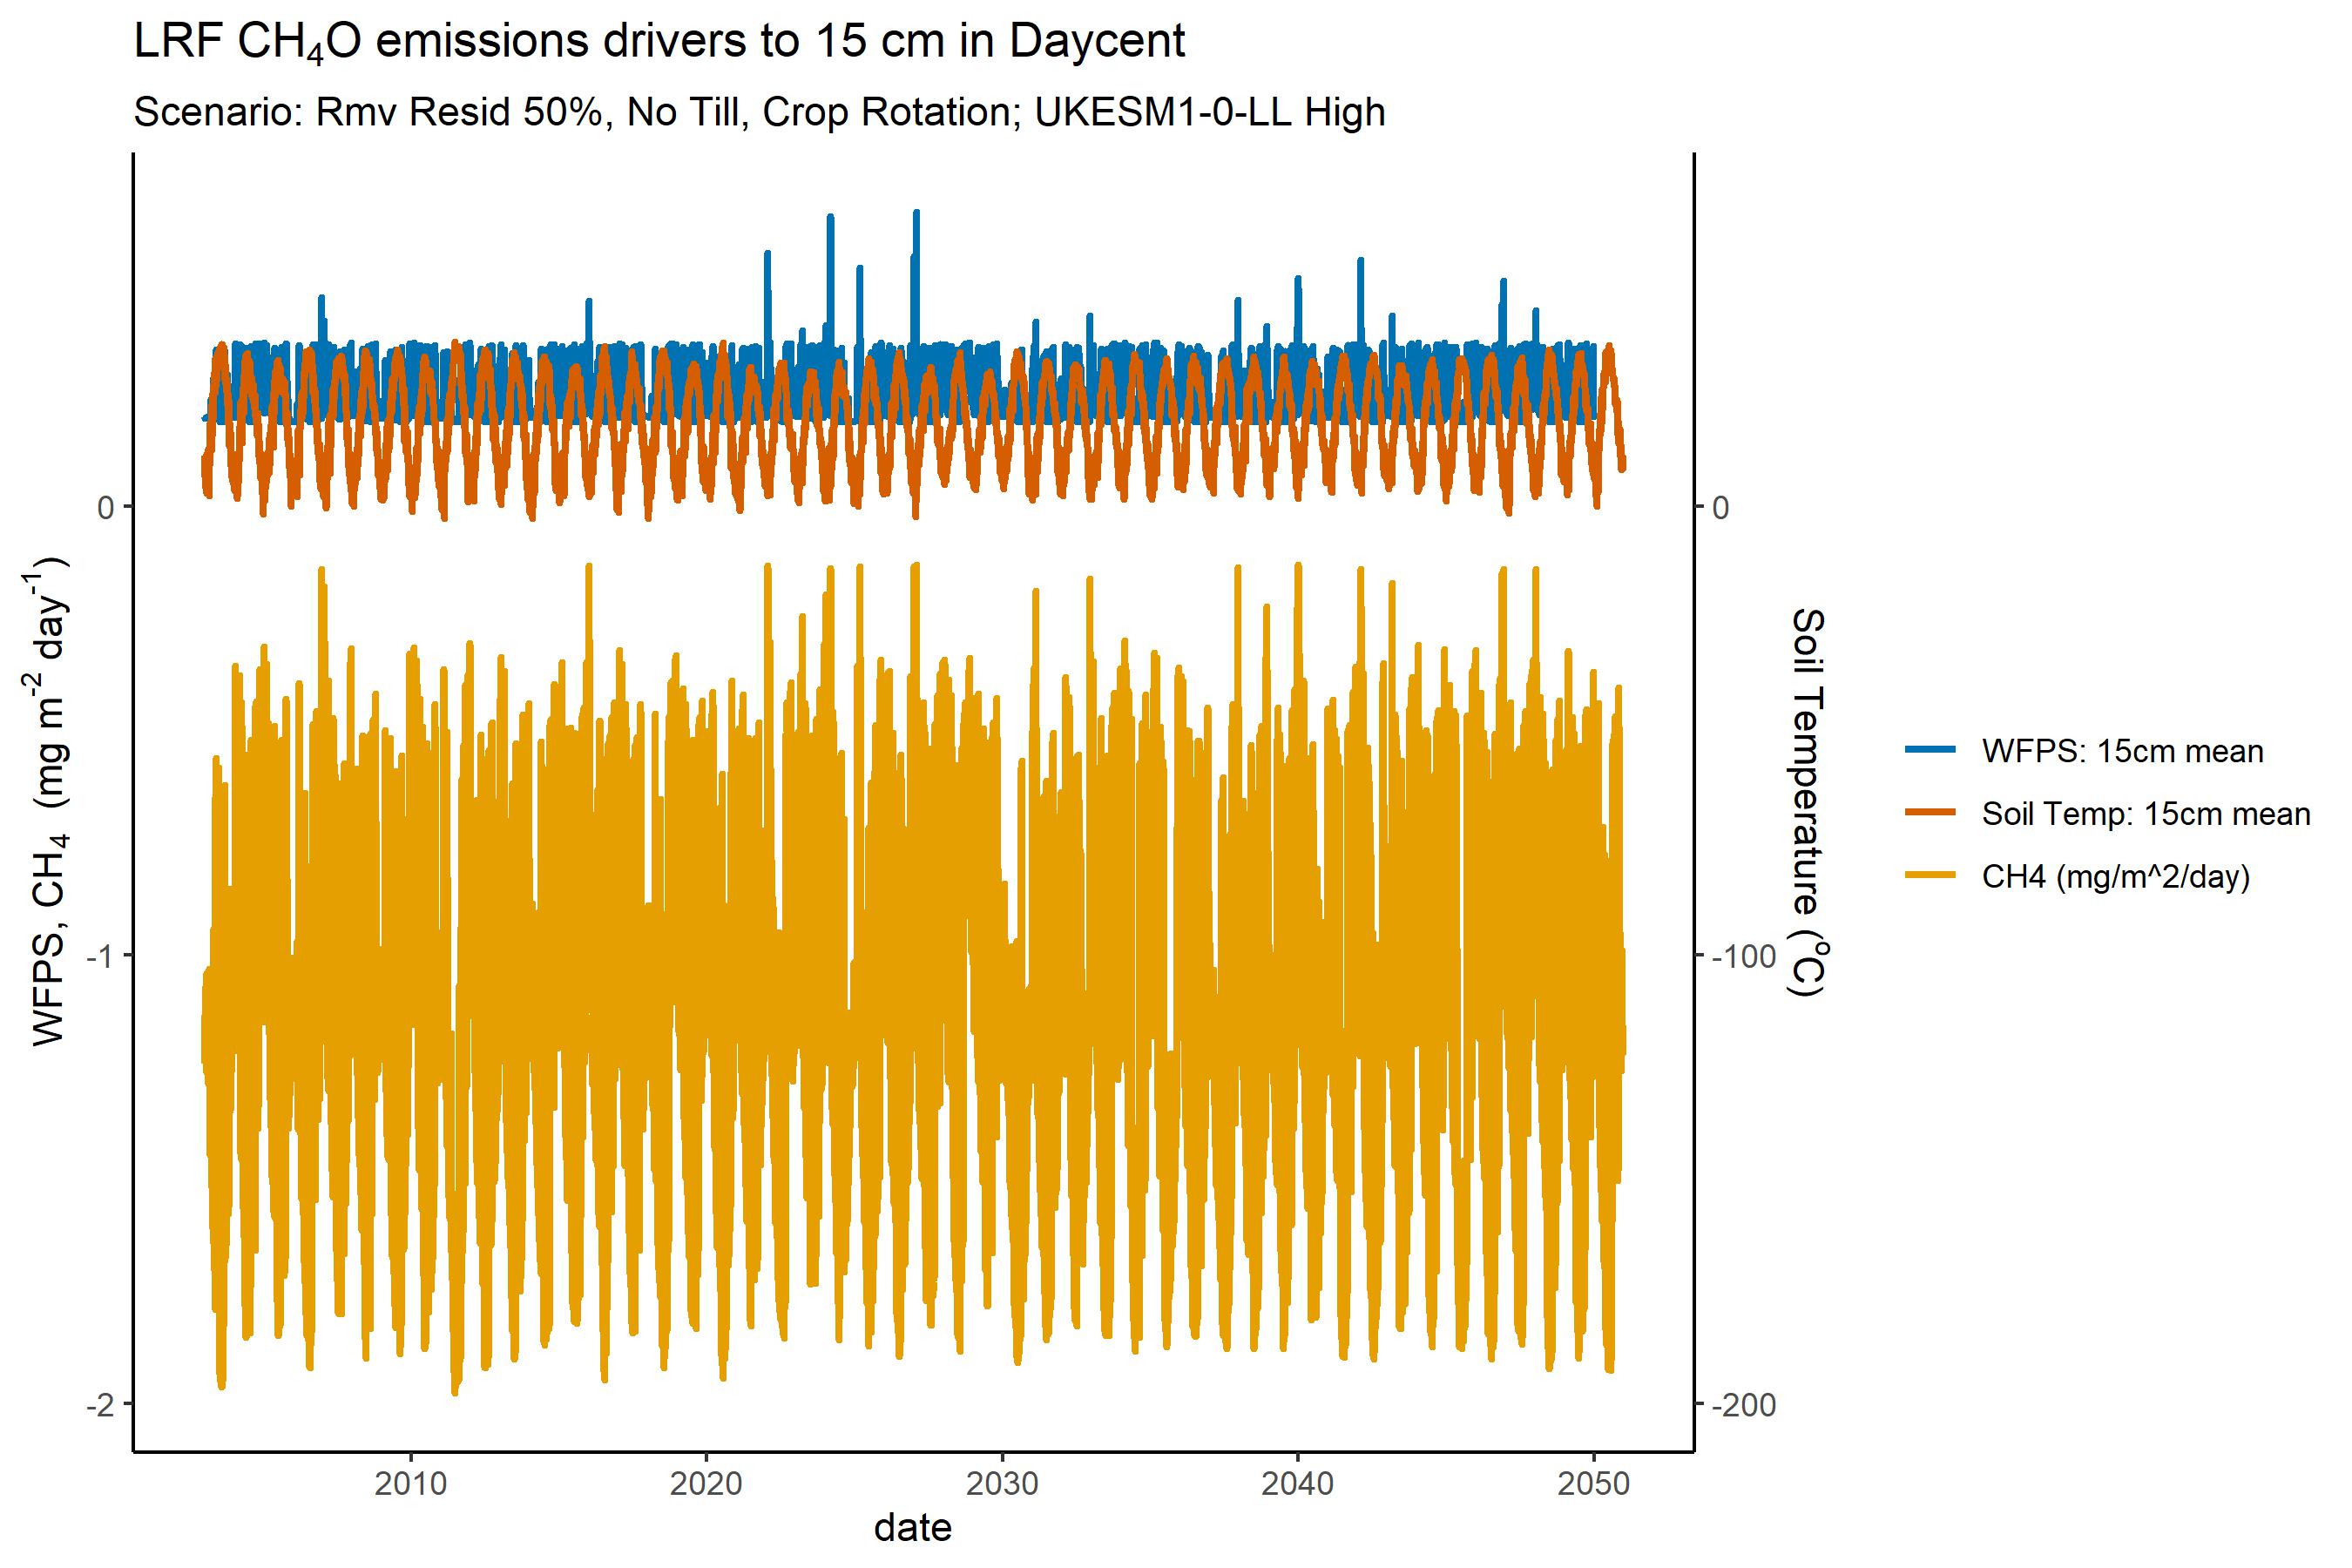 LRF CH₄O emissions drivers to 15 cm in Daycent
Scenario: Rmv Resid 50%, No Till, Crop Rotation; UKESM1-0-LL High
WFPS, CH₄ (mg m⁻² day⁻¹)
0
-1
-2
0
-100
-200
Soil Temperature (ºC)
WFPS: 15cm mean
Soil Temp: 15cm mean
CH4 (mg/m^2/day)
2010 2020 2030 2040 2050
date